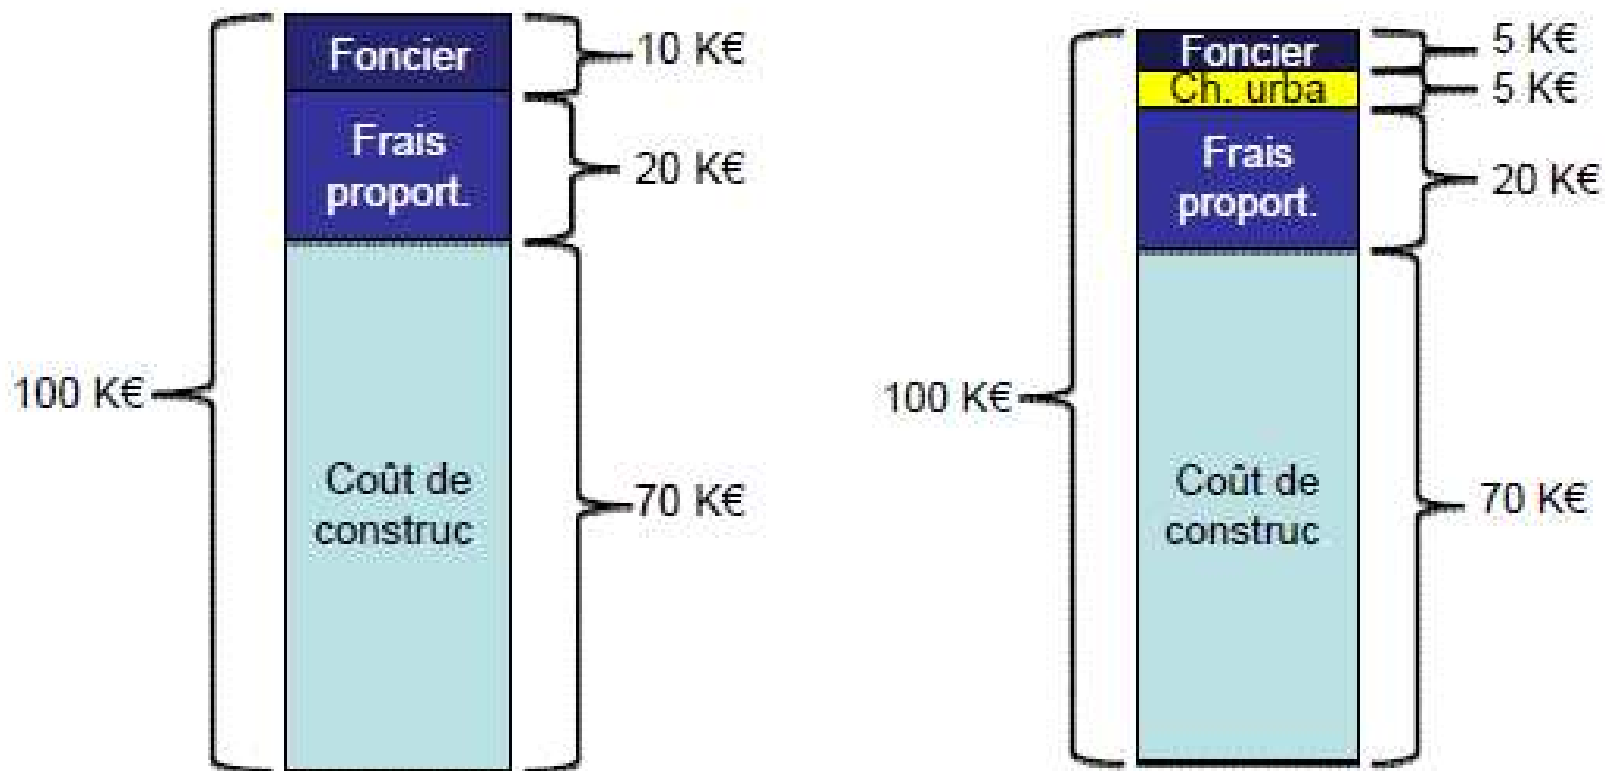 Foncier
10 K€
Frais
proport.
20 K€
100 K€
Coût de
construc
70 K€
Foncier
5 K€
Ch. urba
5 K€
Frais
proport.
20 K€
100 K€
Coût de
construc
70 K€